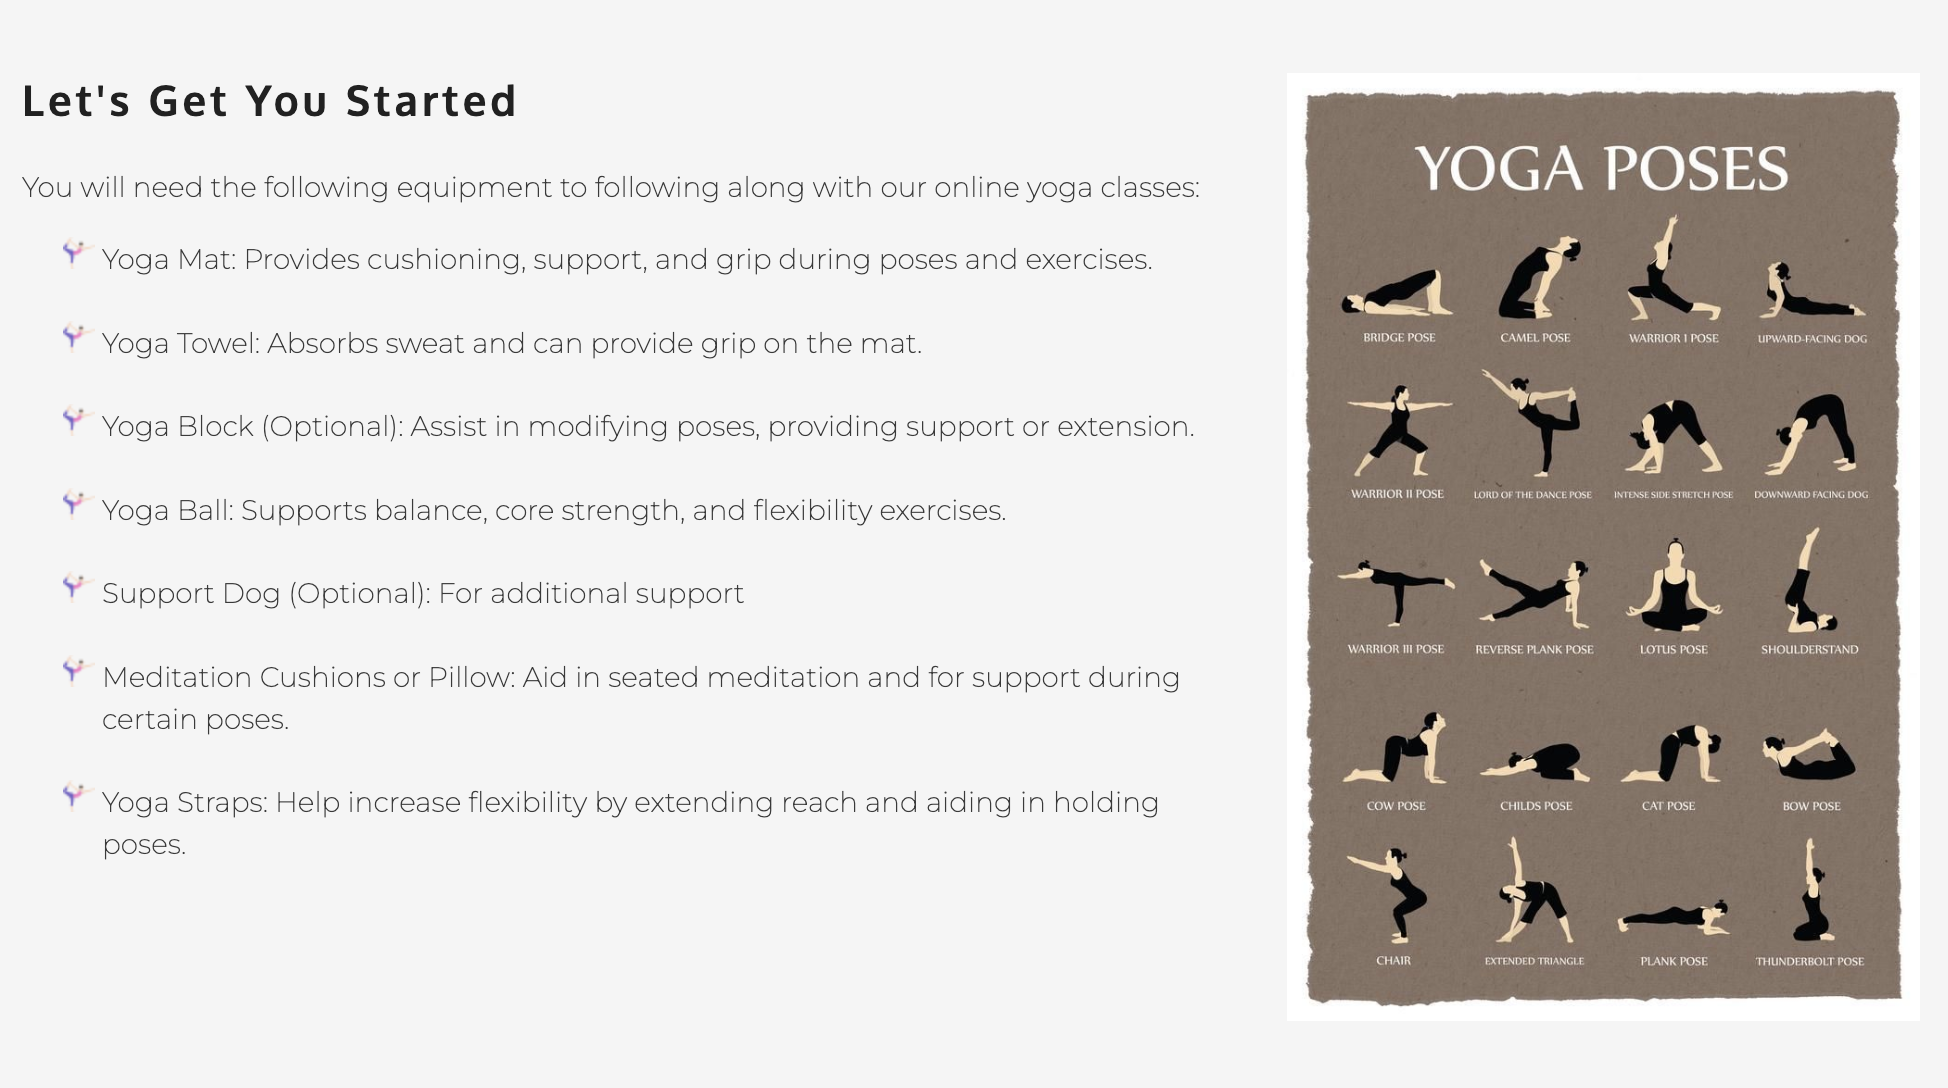 Let's Get You Started
You will need the following equipment to following along with our online yoga classes:
Yoga Mat: Provides cushioning, support, and grip during poses and exercises.
Yoga Towel: Absorbs sweat and can provide grip on the mat.
Yoga Block (Optional): Assist in modifying poses, providing support or extension.
Yoga Ball: Supports balance, core strength, and flexibility exercises.
Support Dog (Optional): For additional support
Meditation Cushions or Pillow: Aid in seated meditation and for support during
certain poses.
Yoga Straps: Help increase flexibility by extending reach and aiding in holding
poses.
YOGA POSES
BRIDGE POSE
CAMEL POSE
WARRIOR I POSE
UPWARD-FACING DOG
WARRIOR II POSE
LORD OF THE DANCE POSE
INTENSE SIDE STRETCH POSE
DOWNWARD FACING DOG
WARRIOR III POSE
REVERSE PLANK POSE
LOTUS POSE
SHOULDERSTAND
COW POSE
CHILDS POSE
CAT POSE
BOW POSE
CHAIR
EXTENDED TRIANGLE
PLANK POSE
THUNDERBOLT POSE